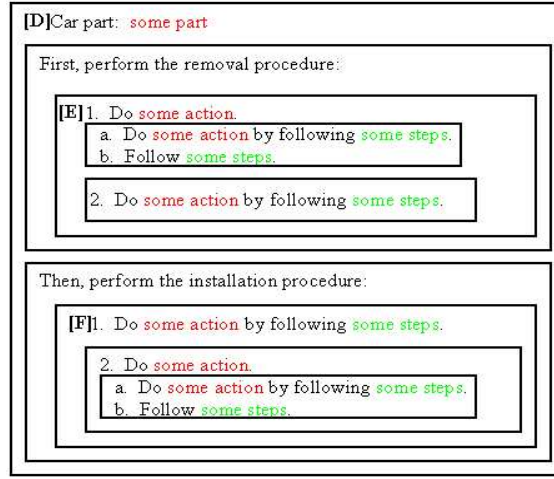 [D]Car part: some part
First, perform the removal procedure:
[E] 1. Do some action.
a. Do some action by following some steps.
b. Follow some steps.
2. Do some action by following some steps.
Then, perform the installation procedure:
[F]1. Do some action by following some steps.
2. Do some action.
a. Do some action by following some steps.
b. Follow some steps.